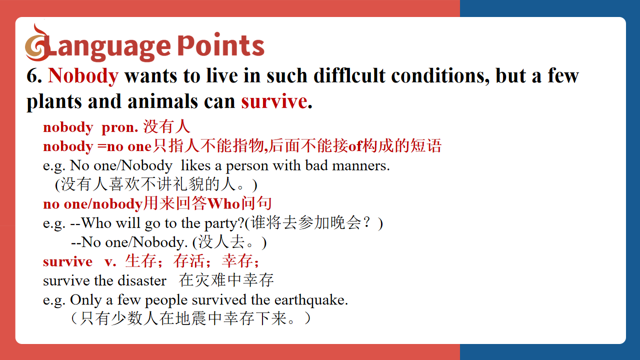 Language Points
6. Nobody wants to live in such difflcult conditions, but a few
plants and animals can survive.
nobody pron. 没有人
nobody =no one只指人不能指物,后面不能接of构成的短语
e.g. No one/Nobody likes a person with bad manners.
(没有人喜欢不讲礼貌的人。)
no one/nobody用来回答Who问句
e.g. --Who will go to the party?(谁将去参加晚会？)
--No one/Nobody. (没人去。)
survive v. 生存；存活；幸存；
survive the disaster 在灾难中幸存
e.g. Only a few people survived the earthquake.
（只有少数人在地震中幸存下来。）